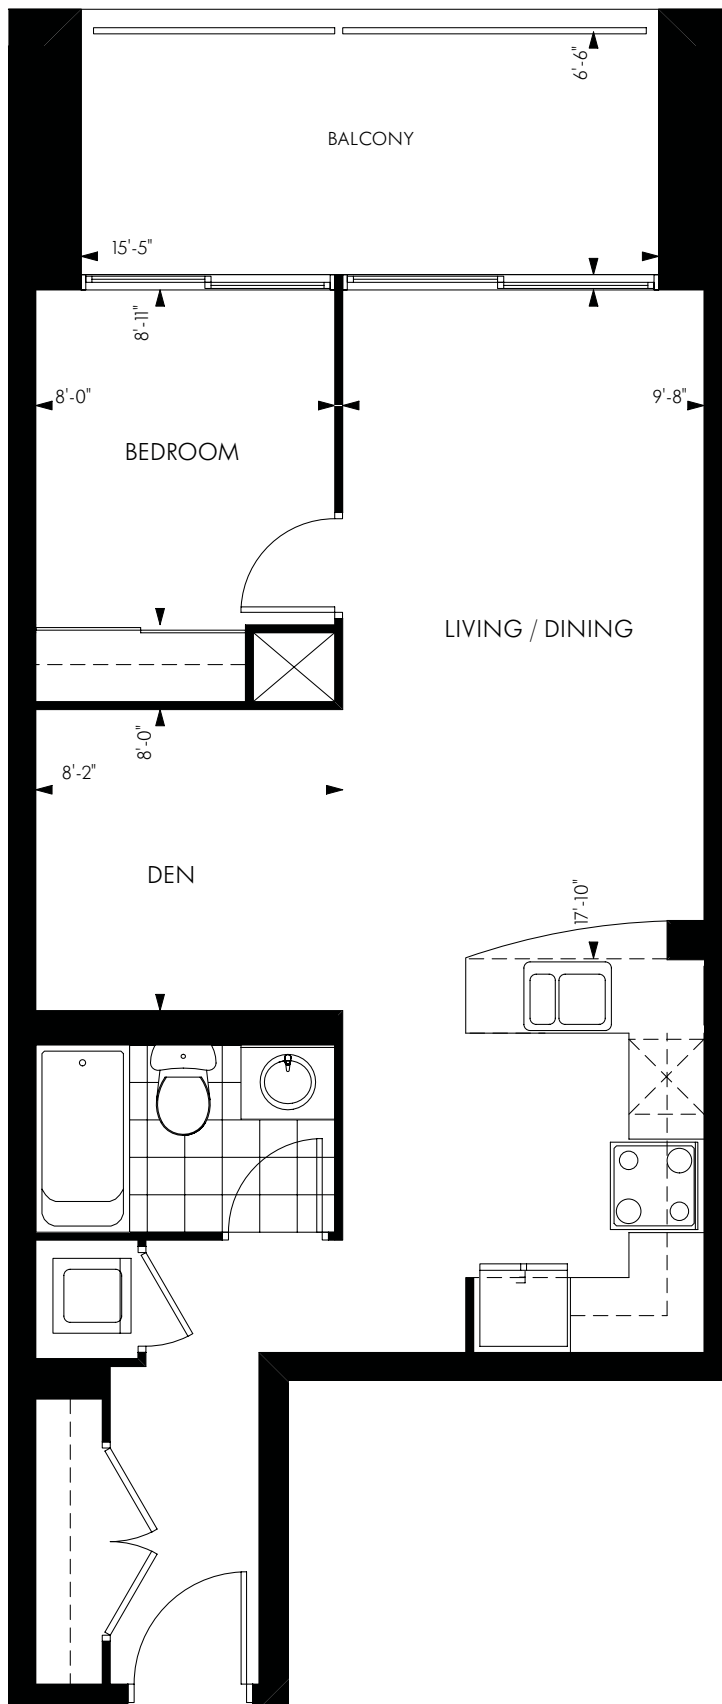 6'-6"
BALCONY
15'-5"
8'-11"
8'-0"
9'-8"
BEDROOM
LIVING / DINING
8'-0"
8'-2"
DEN
17'-10"